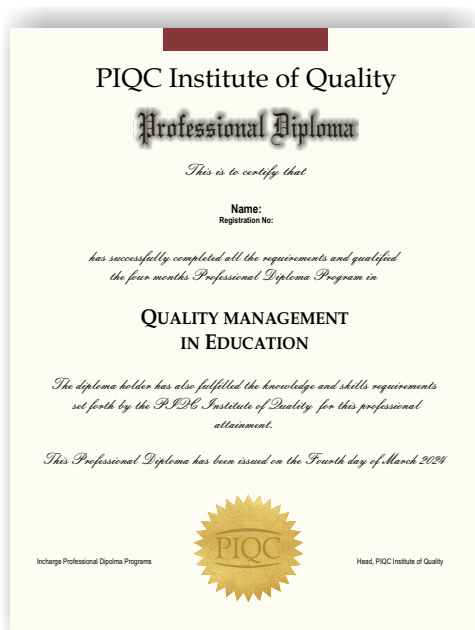 PIQC Institute of Quality
Professional Diploma
This is to certify that
Name:
Registration No:
has successfully completed all the requirements and qualified
the four months Professional Diploma Program in
QUALITY MANAGEMENT
IN EDUCATION
The diploma holder has also fulfilled the knowledge and skills requirements
set forth by the PIQC Institute of Quality for this professional
attainment.
This Professional Diploma has been issued on the Fourth day of March 2024
PIQC
Incharge Professional Dipolma Programs
Head, PIQC Institute of Quality